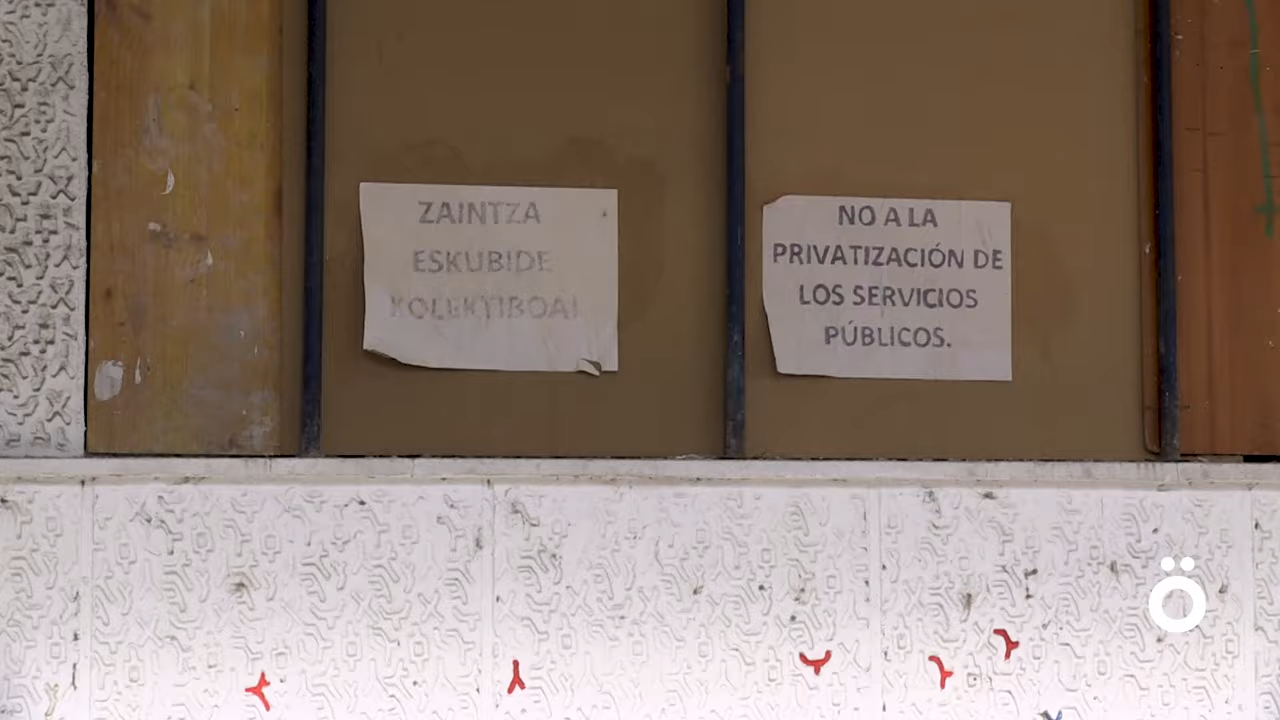 ZAINTZA
ESKUBIDE
KOLEKTIBOA!
NO A LA
PRIVATIZACIÓN DE
LOS SERVICIOS
PÚBLICOS.
Ö